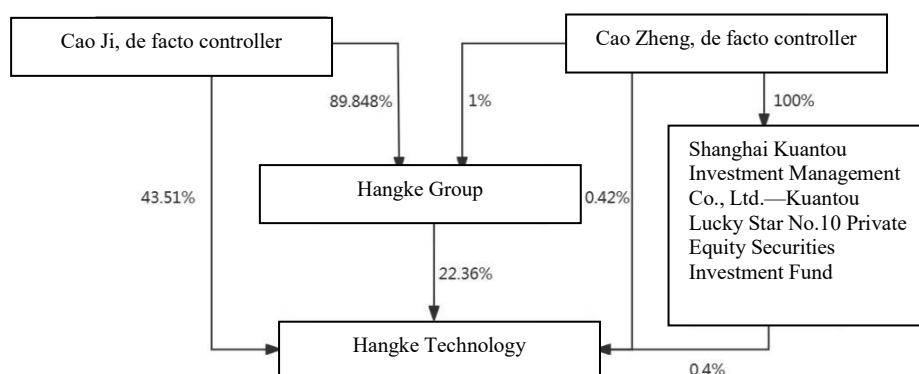 Cao Ji, de facto controller
Cao Zheng, de facto controller
89.848%
1%
100%
43.51%
Hangke Group
0.42%
Shanghai Kuantou
Investment Management
Co., Ltd.—Kuantou
Lucky Star No.10 Private
Equity Securities
Investment Fund
22.36%
Hangke Technology
0.4%